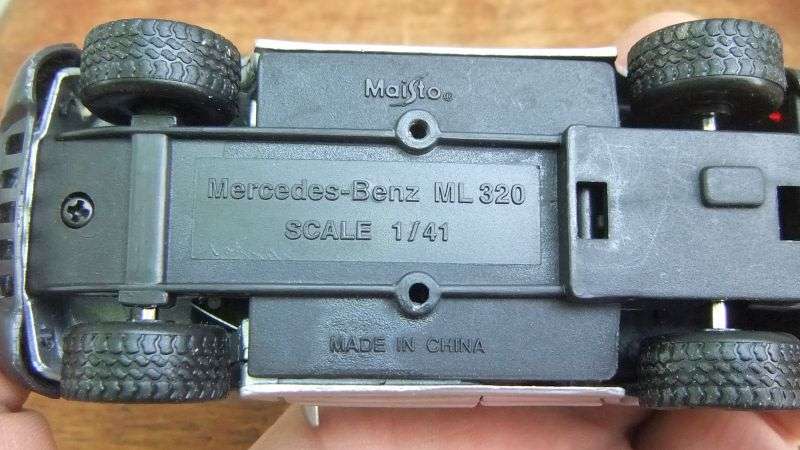 Maisto®
Mercedes-Benz ML 320
SCALE 1/41
MADE IN CHINA